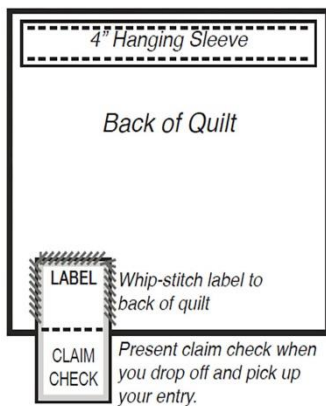 4” Hanging Sleeve
Back of Quilt
LABEL
Whip-stitch label to
back of quilt
CLAIM
CHECK
Present claim check when
you drop off and pick up
your entry.